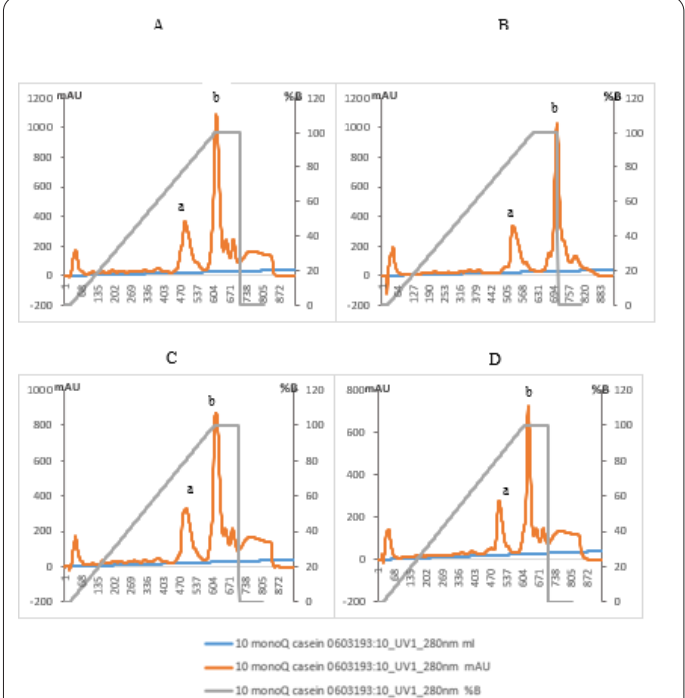 A B
mAU b %B mAU b %B
1200 120 1200 120
1000 100 1000 100
800 80 800 80
600 60 600 60
a a
400 40 400 40
200 20 200 20
0 0 0 0
-200 -200
1 68 135 202 269 336 403 470 537 604 671 738 805 872
1 64 127 190 253 316 379 442 505 568 631 694 757 820 883
C D
mAU b %B mAU b %B
1000 120 800 120
800 100 600 100
600 80 400 80
400 60 200 60
200 40 0 40
0 20 -200 20
-200 0 0
a a
1 68 135 202 269 336 403 470 537 604 671 738 805 872
1 68 135 202 269 336 403 470 537 604 671 738 805 872
10 monoQ casein 0603193:10_UV1_280nm ml
10 monoQ casein 0603193:10_UV1_280nm mAU
10 monoQ casein 0603193:10_UV1_280nm %B